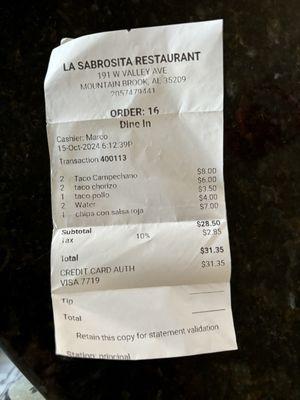 LA SABROSITA RESTAURANT
191 W VALLEY AVE
MOUNTAIN BROOK, AL 35209
2057479441
ORDER: 16
Dine In
Cashier: Marco
15-Oct-2024 6:12:39P
Transaction 400113
2 Taco Campechano $8.00
2 taco chorizo $6.00
1 taco pollo $3.50
2 Water $4.00
1 chips con salsa roja $7.00
Subtotal $28.50
Tax 10% $2.85
Total $31.35
CREDIT CARD AUTH $31.35
VISA 7719
Tip
Total
Retain this copy for statement validation
Station: principal